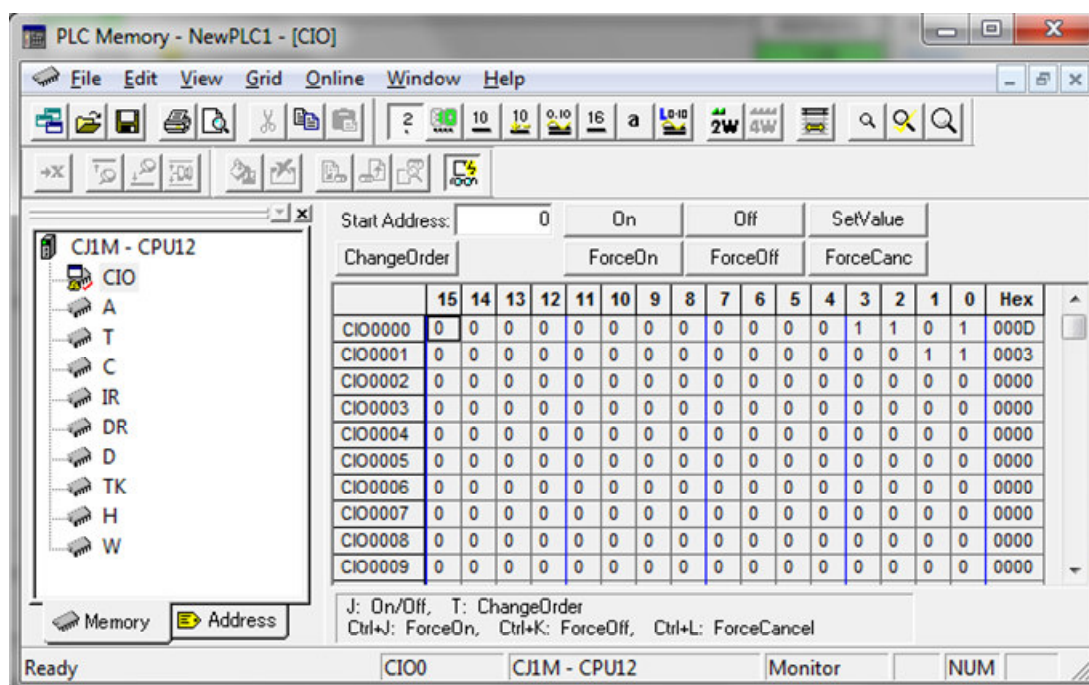 PLC Memory - NewPLC1 - [CIO]
File Edit View Grid Online Window Help
2 10 10 0.10 16 a L0-10 2W 4W
→X
Start Address: 0 On Off SetValue
ChangeOrder ForceOn ForceOff ForceCanc
CJ1M - CPU12
CIO
A
T
C
IR
DR
D
TK
H
W
15 14 13 12 11 10 9 8 7 6 5 4 3 2 1 0 Hex
CIO0000 0 0 0 0 0 0 0 0 0 0 0 0 1 1 0 1 000D
CIO0001 0 0 0 0 0 0 0 0 0 0 0 0 0 0 1 1 0003
CIO0002 0 0 0 0 0 0 0 0 0 0 0 0 0 0 0 0 0000
CIO0003 0 0 0 0 0 0 0 0 0 0 0 0 0 0 0 0 0000
CIO0004 0 0 0 0 0 0 0 0 0 0 0 0 0 0 0 0 0000
CIO0005 0 0 0 0 0 0 0 0 0 0 0 0 0 0 0 0 0000
CIO0006 0 0 0 0 0 0 0 0 0 0 0 0 0 0 0 0 0000
CIO0007 0 0 0 0 0 0 0 0 0 0 0 0 0 0 0 0 0000
CIO0008 0 0 0 0 0 0 0 0 0 0 0 0 0 0 0 0 0000
CIO0009 0 0 0 0 0 0 0 0 0 0 0 0 0 0 0 0 0000
J: On/Off, T: ChangeOrder
Ctrl+J: ForceOn, Ctrl+K: ForceOff, Ctrl+L: ForceCancel
Memory Address
Ready CIO0 CJ1M - CPU12 Monitor NUM